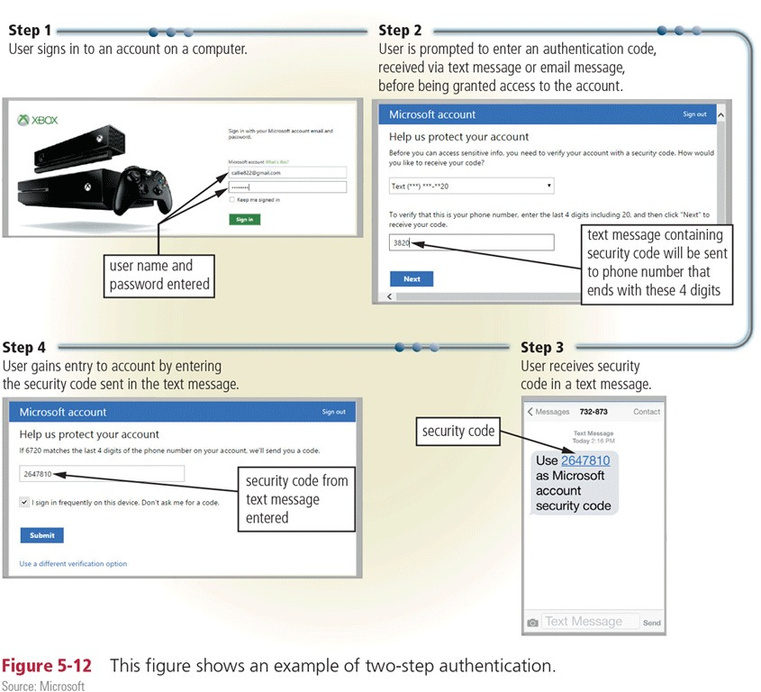 Step 1
User signs in to an account on a computer.
XBOX
Sign in with your Microsoft account email and
password.
Microsoft account What's this?
callie822@gmail.com
••••••••
Keep me signed in
Sign in
user name and
password entered
Step 2
User is prompted to enter an authentication code,
received via text message or email message,
before being granted access to the account.
Microsoft account Sign out
Help us protect your account
Before you can access sensitive info, you need to verify your account with a security code. How would
you like to receive your code?
Text (***) ***-**20
To verify that this is your phone number, enter the last 4 digits including 20, and then click "Next" to
receive your code.
3820
Next
text message containing
security code will be sent
to phone number that
ends with these 4 digits
Step 3
User receives security
code in a text message.
Messages 732-873 Contact
Text Message
Today 2:16 PM
Use 2647810
as Microsoft
account
security code
Text Message Send
security code
Step 4
User gains entry to account by entering
the security code sent in the text message.
Microsoft account Sign out
Help us protect your account
If 6720 matches the last 4 digits of the phone number on your account, we'll send you a code.
2647810
I sign in frequently on this device. Don't ask me for a code.
Submit
Use a different verification option
security code from
text message
entered
Figure 5-12 This figure shows an example of two-step authentication.
Source: Microsoft